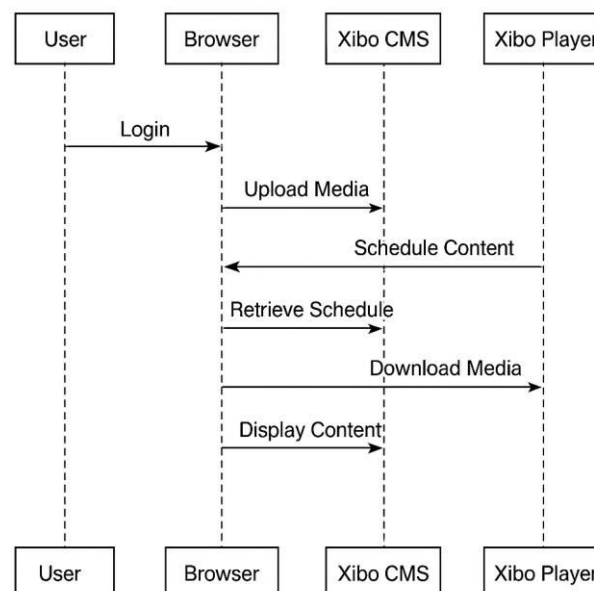 User
Browser
Xibo CMS
Xibo Player
Login
Upload Media
Schedule Content
Retrieve Schedule
Download Media
Display Content
User
Browser
Xibo CMS
Xibo Player